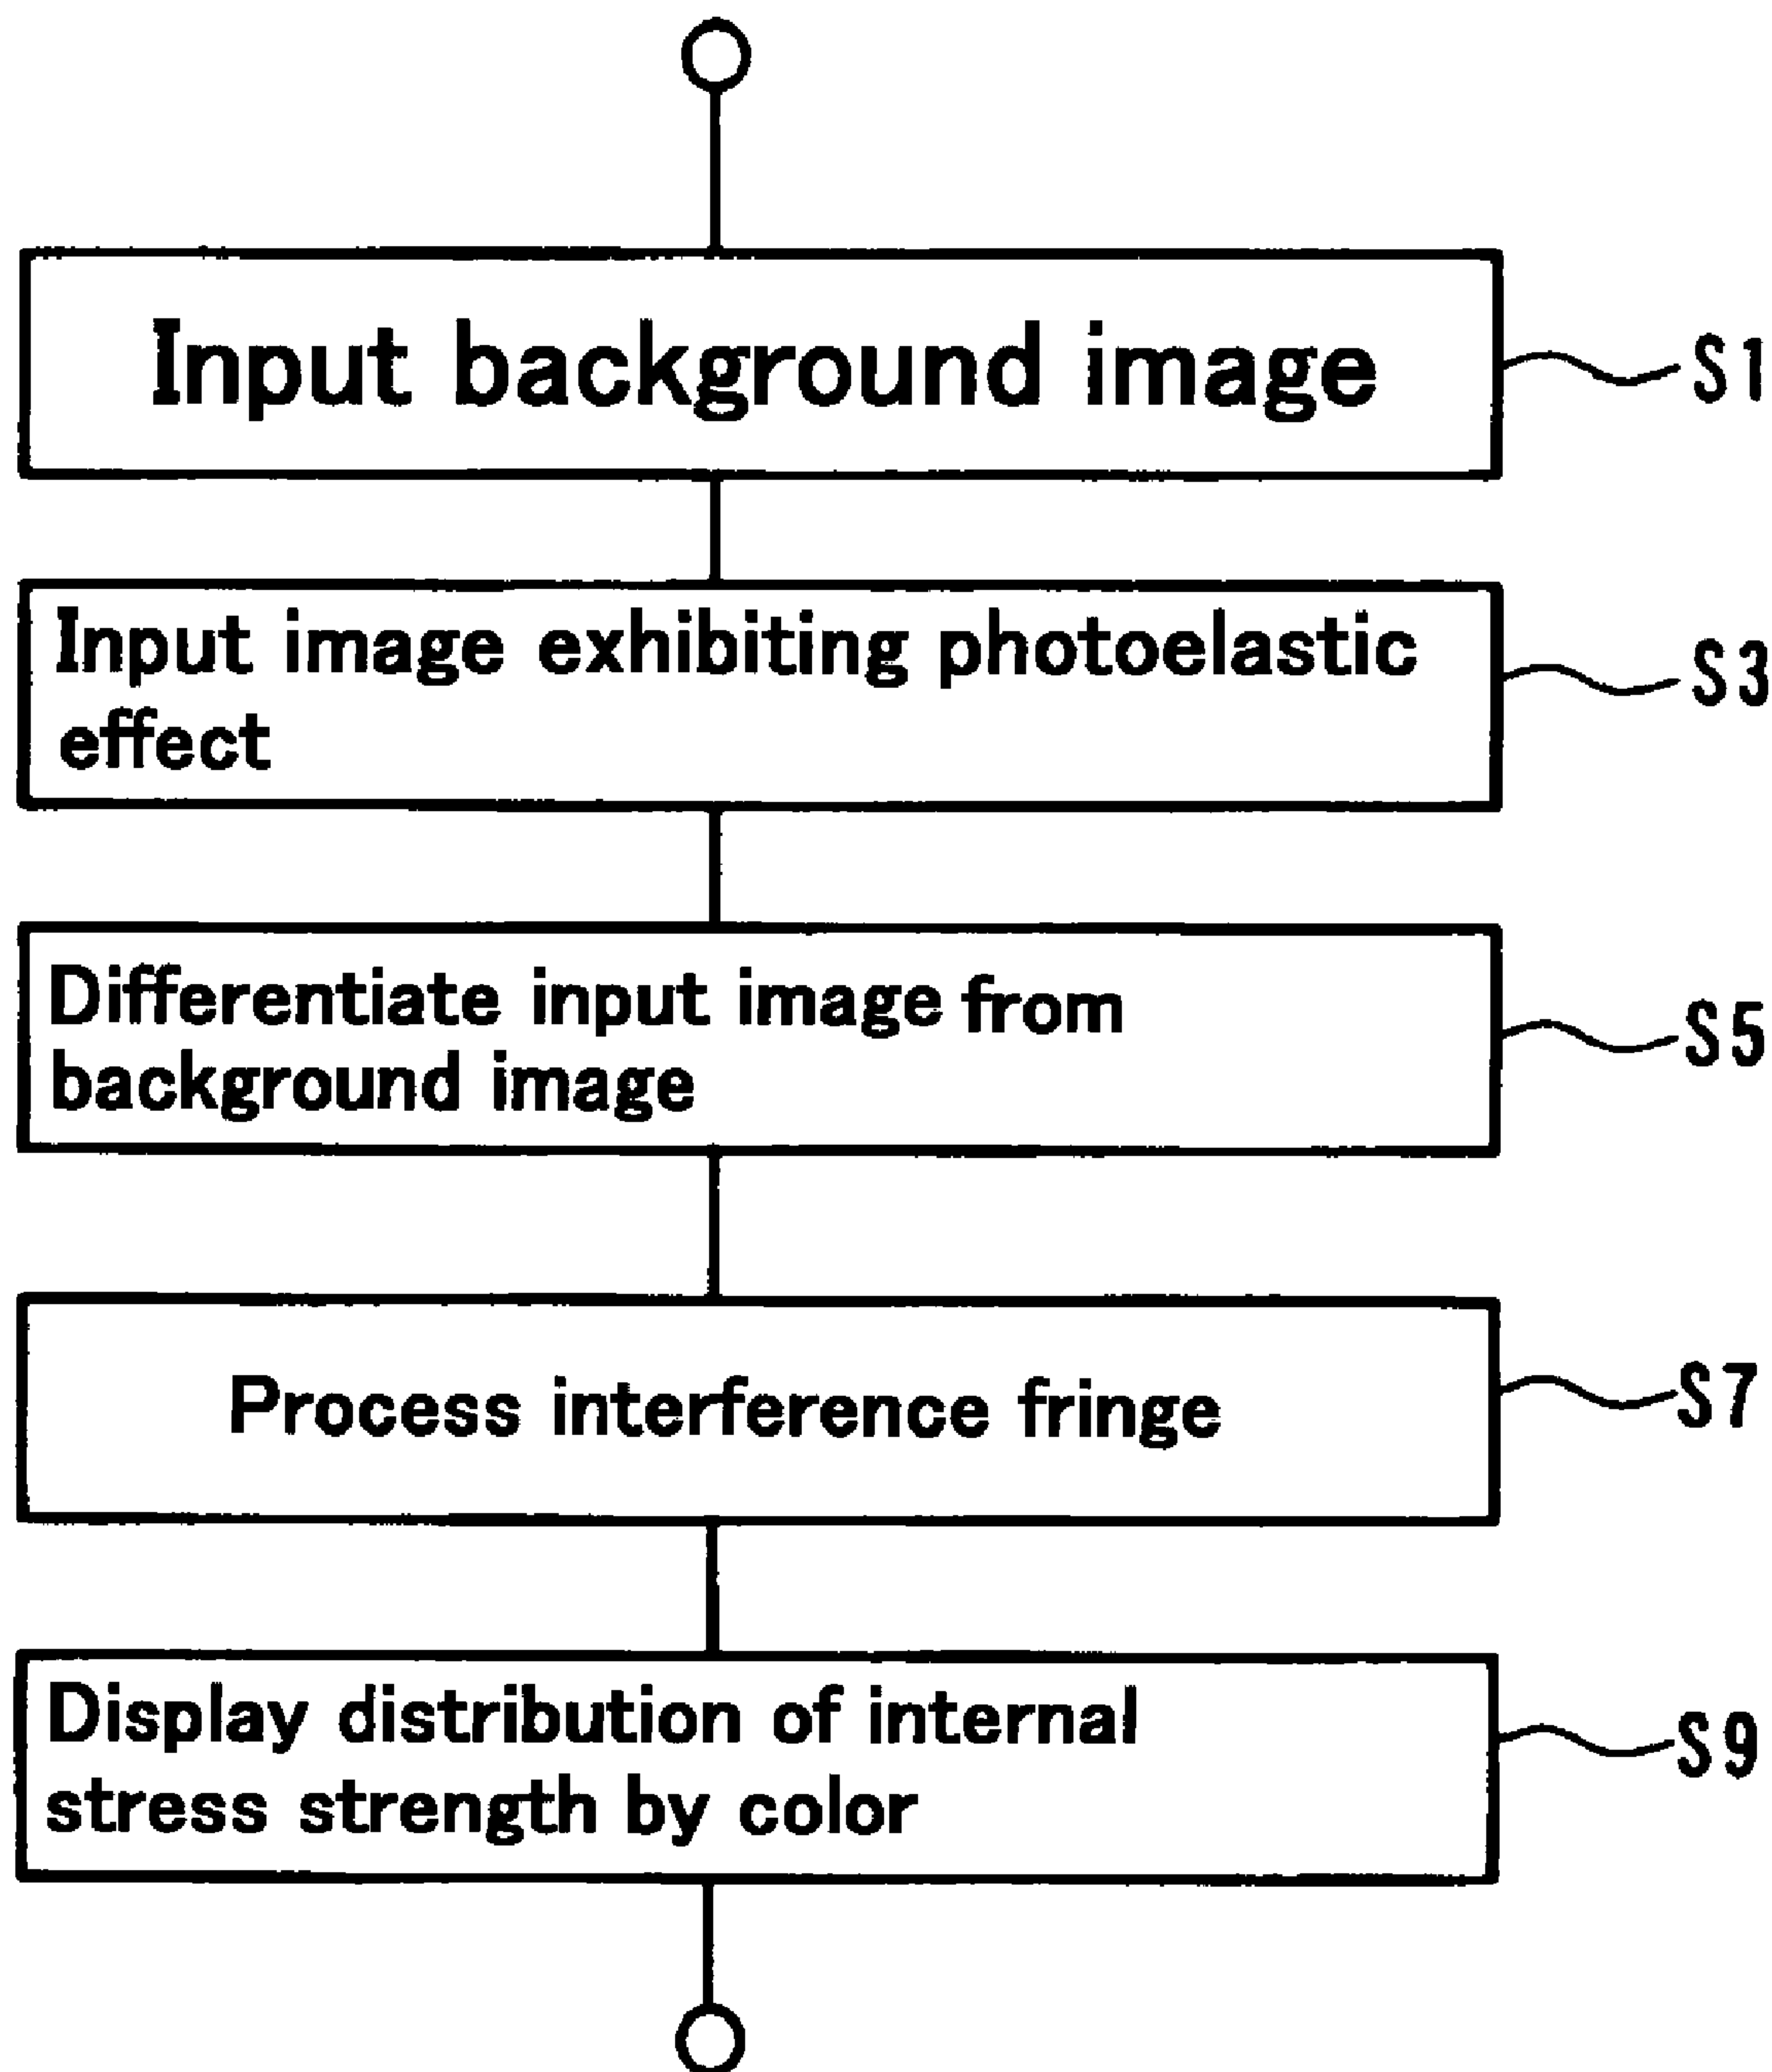 Input background image
S1
Input image exhibiting photoelastic
effect
S3
Differentiate input image from
background image
S5
Process interference fringe
S7
Display distribution of internal
stress strength by color
S9